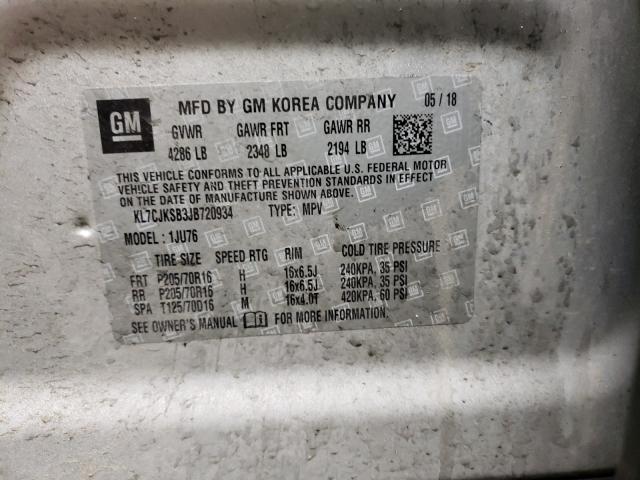 GM MFD BY GM KOREA COMPANY 05 / 18
GVWR GAWR FRT GAWR RR
4286 LB 2348 LB 2194 LB
THIS VEHICLE CONFORMS TO ALL APPLICABLE U.S. FEDERAL MOTOR
VEHICLE SAFETY AND THEFT PREVENTION STANDARDS IN EFFECT
ON THE DATE OF MANUFACTURE SHOWN ABOVE.
KL7CJKSB3JB720934 TYPE: MPV
MODEL: 1JU76
TIRE SIZE SPEED RTG RIM COLD TIRE PRESSURE
FRT P205/70R16 H 16x6.5J 240KPA, 35 PSI
RR P205/70R16 H 16x6.5J 240KPA, 35 PSI
SPA T125/70D16 M 16x4.0T 420KPA, 60 PSI
SEE OWNER'S MANUAL FOR MORE INFORMATION.